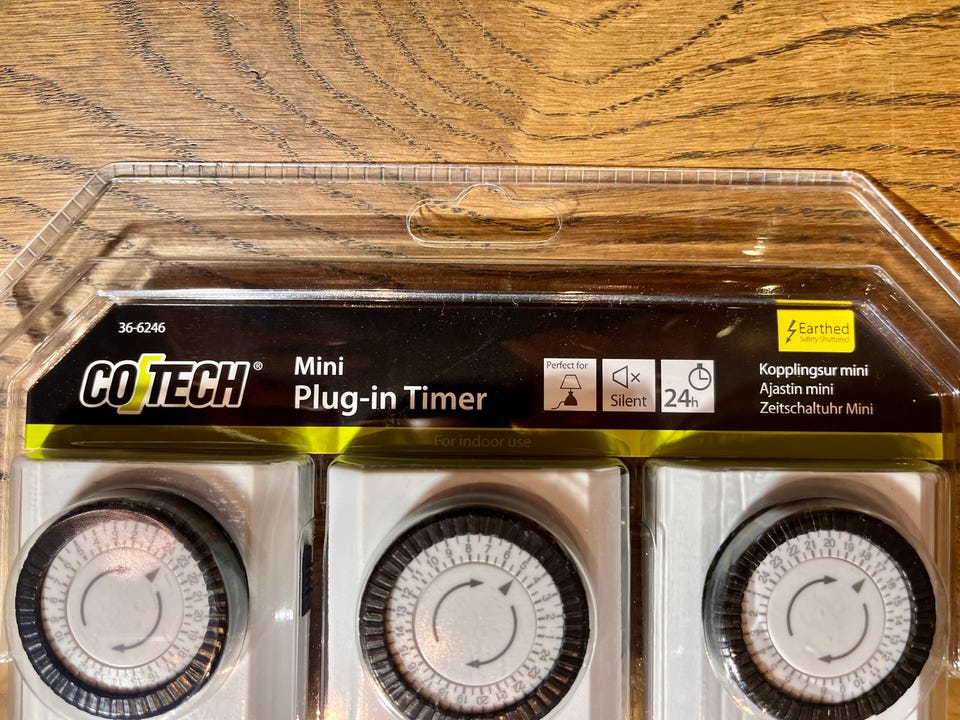 36-6246
COTECH®
Mini
Plug-in Timer
Perfect for
Silent
24h
Earthed
Safety Shuttered
Kopplingsur mini
Ajastin mini
Zeitschaltuhr Mini
For indoor use